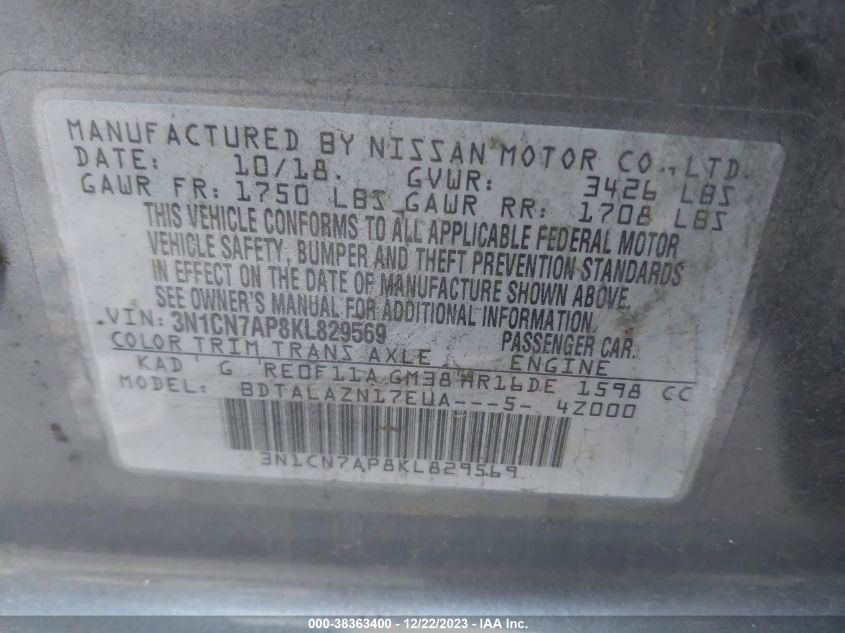 MANUFACTURED BY NISSAN MOTOR CO., LTD.
DATE: 10/18. GVWR: 3426 LBS
GAWR FR: 1750 LBS GAWR RR: 1708 LBS
THIS VEHICLE CONFORMS TO ALL APPLICABLE FEDERAL MOTOR
VEHICLE SAFETY, BUMPER AND THEFT PREVENTION STANDARDS
IN EFFECT ON THE DATE OF MANUFACTURE SHOWN ABOVE.
SEE OWNER'S MANUAL FOR ADDITIONAL INFORMATION.
VIN: 3N1CN7AP8KL829569 PASSENGER CAR.
COLOR TRIM TRANS AXLE ENGINE
KAD G RE0F11A GM38 HR16DE 1598 CC
MODEL: BDTALAZN17EUA---5- 4Z000
3N1CN7AP8KL829569
000-38363400 - 12/22/2023 - IAA Inc.